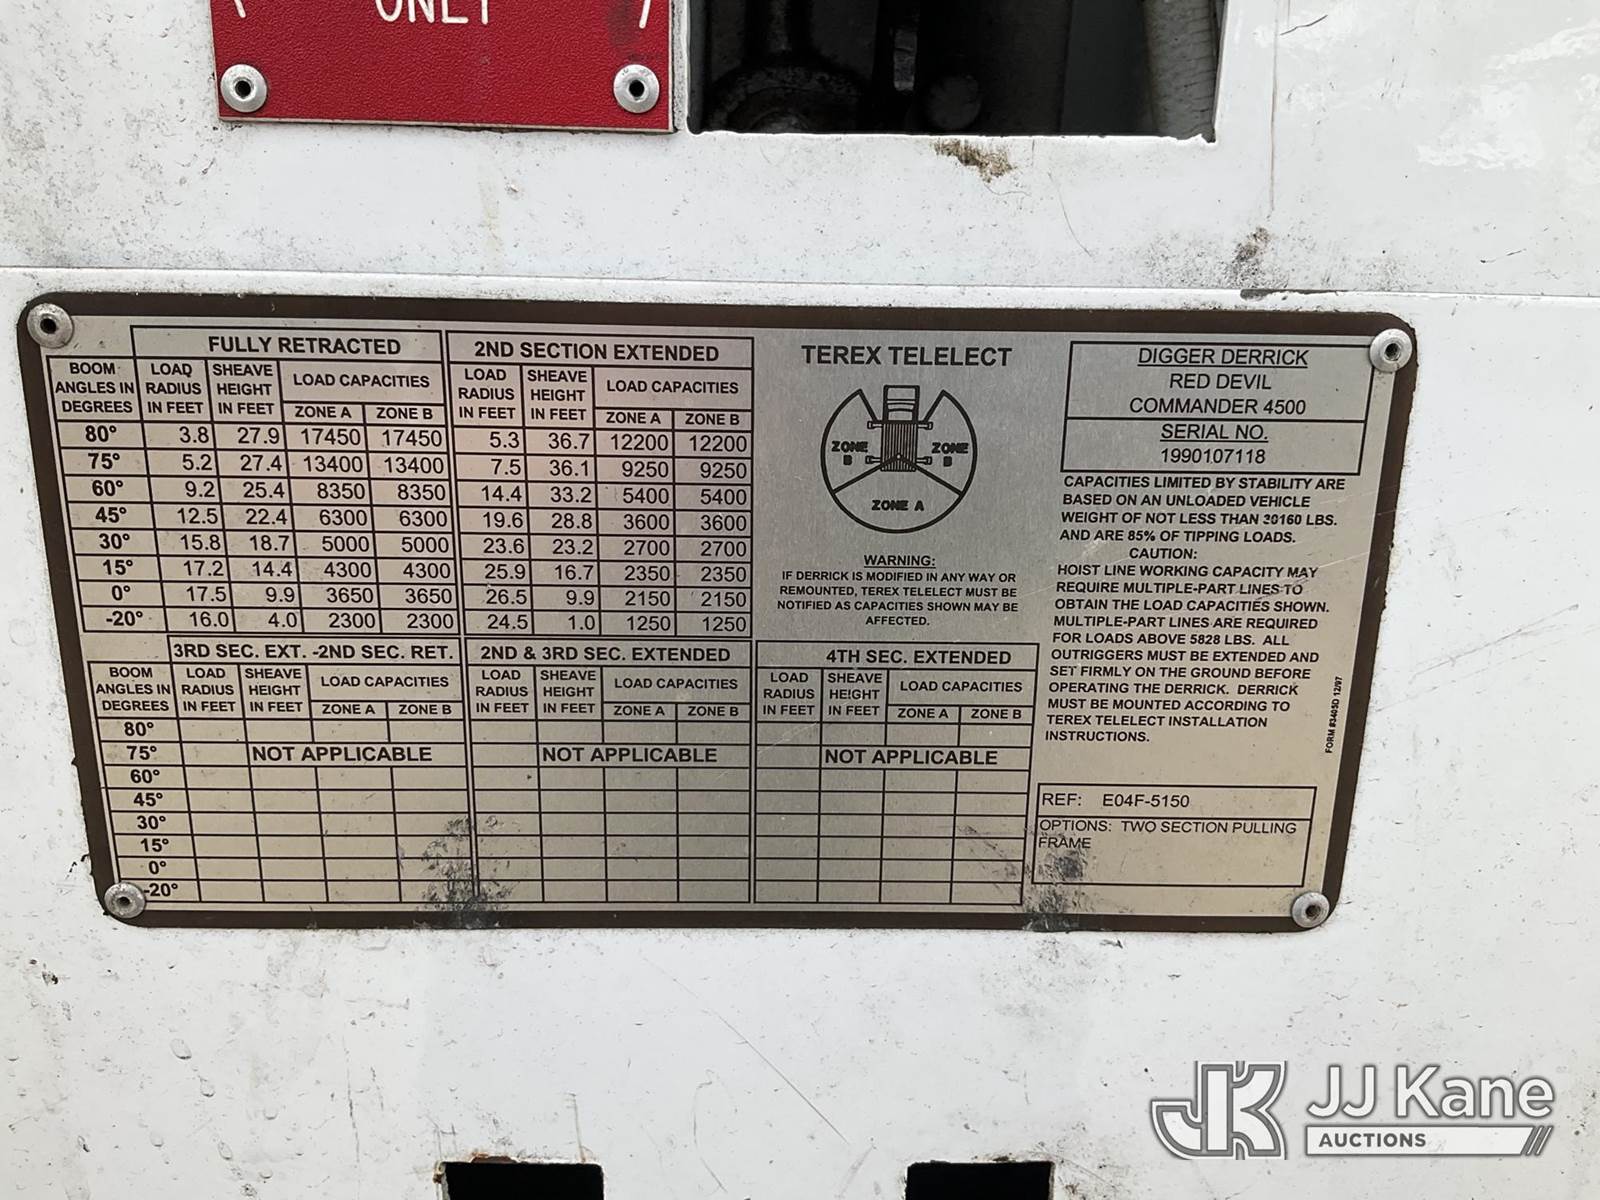 ONLY
FULLY RETRACTED
BOOM ANGLES IN DEGREES
LOAD RADIUS IN FEET
SHEAVE HEIGHT IN FEET
LOAD CAPACITIES
ZONE A ZONE B
80° 3.8 27.9 17450 17450
75° 5.2 27.4 13400 13400
60° 9.2 25.4 8350 8350
45° 12.5 22.4 6300 6300
30° 15.8 18.7 5000 5000
15° 17.2 14.4 4300 4300
0° 17.5 9.9 3650 3650
-20° 16.0 4.0 2300 2300
2ND SECTION EXTENDED
LOAD RADIUS IN FEET
SHEAVE HEIGHT IN FEET
LOAD CAPACITIES
ZONE A ZONE B
5.3 36.7 12200 12200
7.5 36.1 9250 9250
14.4 33.2 5400 5400
19.6 28.8 3600 3600
23.6 23.2 2700 2700
25.9 16.7 2350 2350
26.5 9.9 2150 2150
24.5 1.0 1250 1250
TEREX TELELECT
ZONE B
ZONE B
ZONE A
WARNING:
IF DERRICK IS MODIFIED IN ANY WAY OR
REMOUNTED, TEREX TELELECT MUST BE
NOTIFIED AS CAPACITIES SHOWN MAY BE
AFFECTED.
DIGGER DERRICK
RED DEVIL
COMMANDER 4500
SERIAL NO.
1990107118
CAPACITIES LIMITED BY STABILITY ARE
BASED ON AN UNLOADED VEHICLE
WEIGHT OF NOT LESS THAN 20160 LBS.
AND ARE 85% OF TIPPING LOADS.
CAUTION:
HOIST LINE WORKING CAPACITY MAY
REQUIRE MULTIPLE-PART LINES TO
OBTAIN THE LOAD CAPACITIES SHOWN.
MULTIPLE-PART LINES ARE REQUIRED
FOR LOADS ABOVE 5828 LBS. ALL
OUTRIGGERS MUST BE EXTENDED AND
SET FIRMLY ON THE GROUND BEFORE
OPERATING THE DERRICK. DERRICK
MUST BE MOUNTED ACCORDING TO
TEREX TELELECT INSTALLATION
INSTRUCTIONS.
FORM #3405D 12/97
3RD SEC. EXT. -2ND SEC. RET.
BOOM ANGLES IN DEGREES
LOAD RADIUS IN FEET
SHEAVE HEIGHT IN FEET
LOAD CAPACITIES
ZONE A ZONE B
80°
75° NOT APPLICABLE
60°
45°
30°
15°
0°
-20°
2ND & 3RD SEC. EXTENDED
LOAD RADIUS IN FEET
SHEAVE HEIGHT IN FEET
LOAD CAPACITIES
ZONE A ZONE B
NOT APPLICABLE
4TH SEC. EXTENDED
LOAD RADIUS IN FEET
SHEAVE HEIGHT IN FEET
LOAD CAPACITIES
ZONE A ZONE B
NOT APPLICABLE
REF: E04F-5150
OPTIONS: TWO SECTION PULLING
FRAME
JK JJ Kane
AUCTIONS